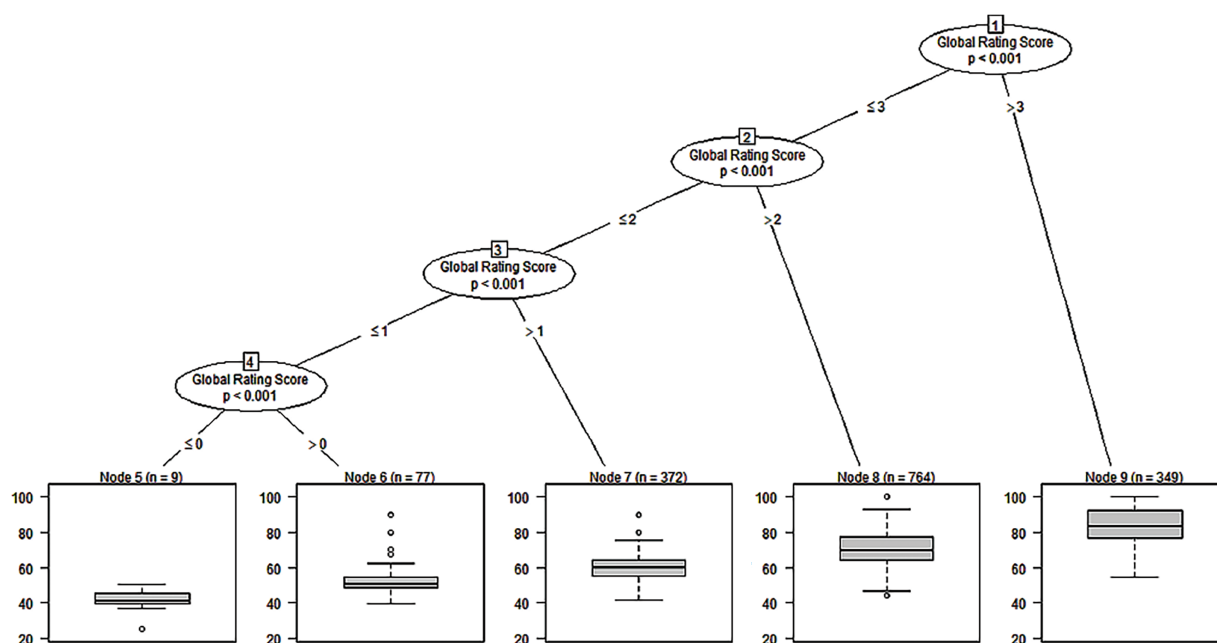 1
Global Rating Score
p < 0.001
≤3
>3
2
Global Rating Score
p < 0.001
≤2
>2
3
Global Rating Score
p < 0.001
≤1
>1
4
Global Rating Score
p < 0.001
≤0
>0
Node 5 (n = 9)
Node 6 (n = 77)
Node 7 (n = 372)
Node 8 (n = 764)
Node 9 (n = 349)
100
80
60
40
20
100
80
60
40
20
100
80
60
40
20
100
80
60
40
20
100
80
60
40
20